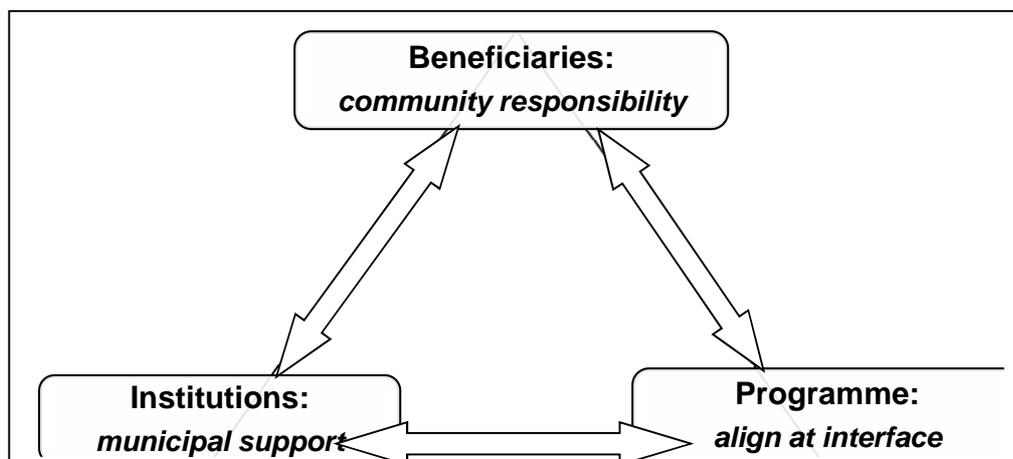 Beneficiaries:
community responsibility
Institutions:
municipal support
Programme:
align at interface